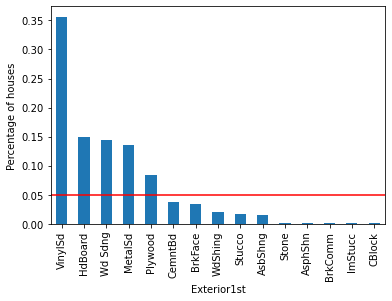 0.35
0.30
0.25
0.20
0.15
0.10
0.05
0.00
Percentage of houses
VinylSd
HdBoard
Wd Sdng
MetalSd
Plywood
CemntBd
BrkFace
WdShing
Stucco
AsbShng
Stone
AsphShn
BrkComm
ImStucc
CBlock
Exterior1st